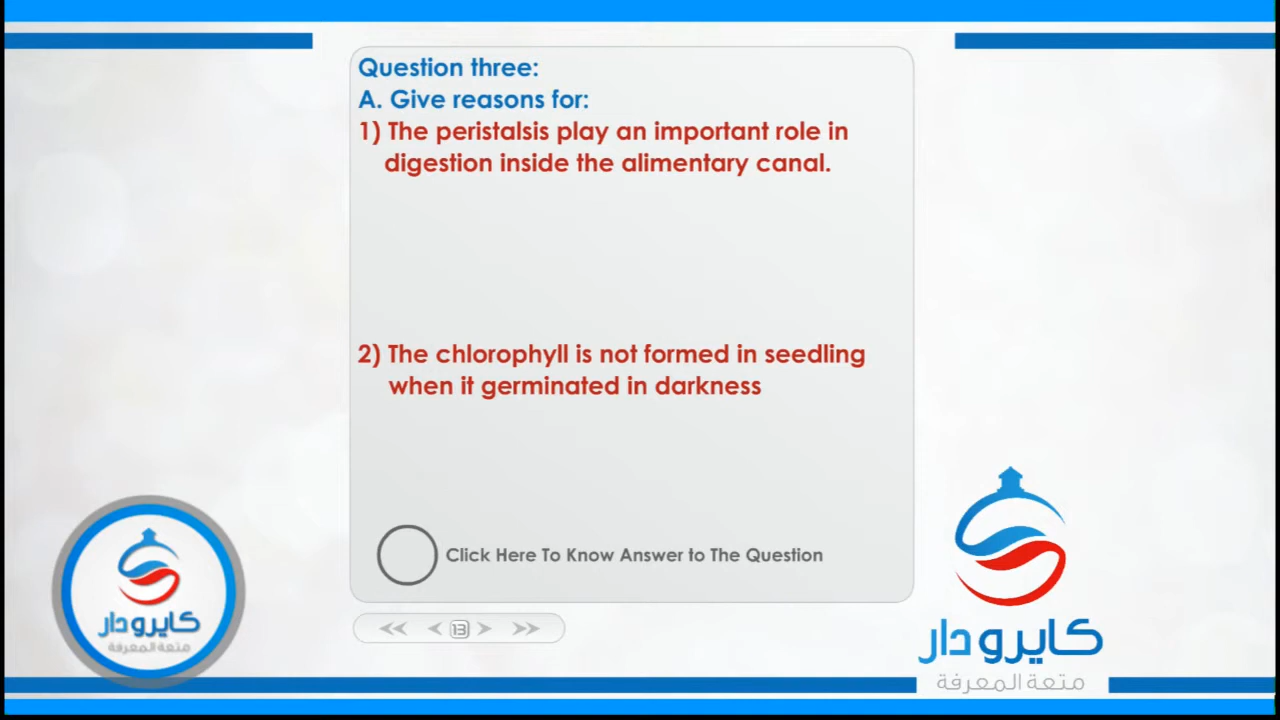 Question three:
A. Give reasons for:
1) The peristalsis play an important role in
digestion inside the alimentary canal.
2) The chlorophyll is not formed in seedling
when it germinated in darkness
Click Here To Know Answer to The Question
13
كايرو دار
متعة المعرفة
كايرو دار
متعة المعرفة